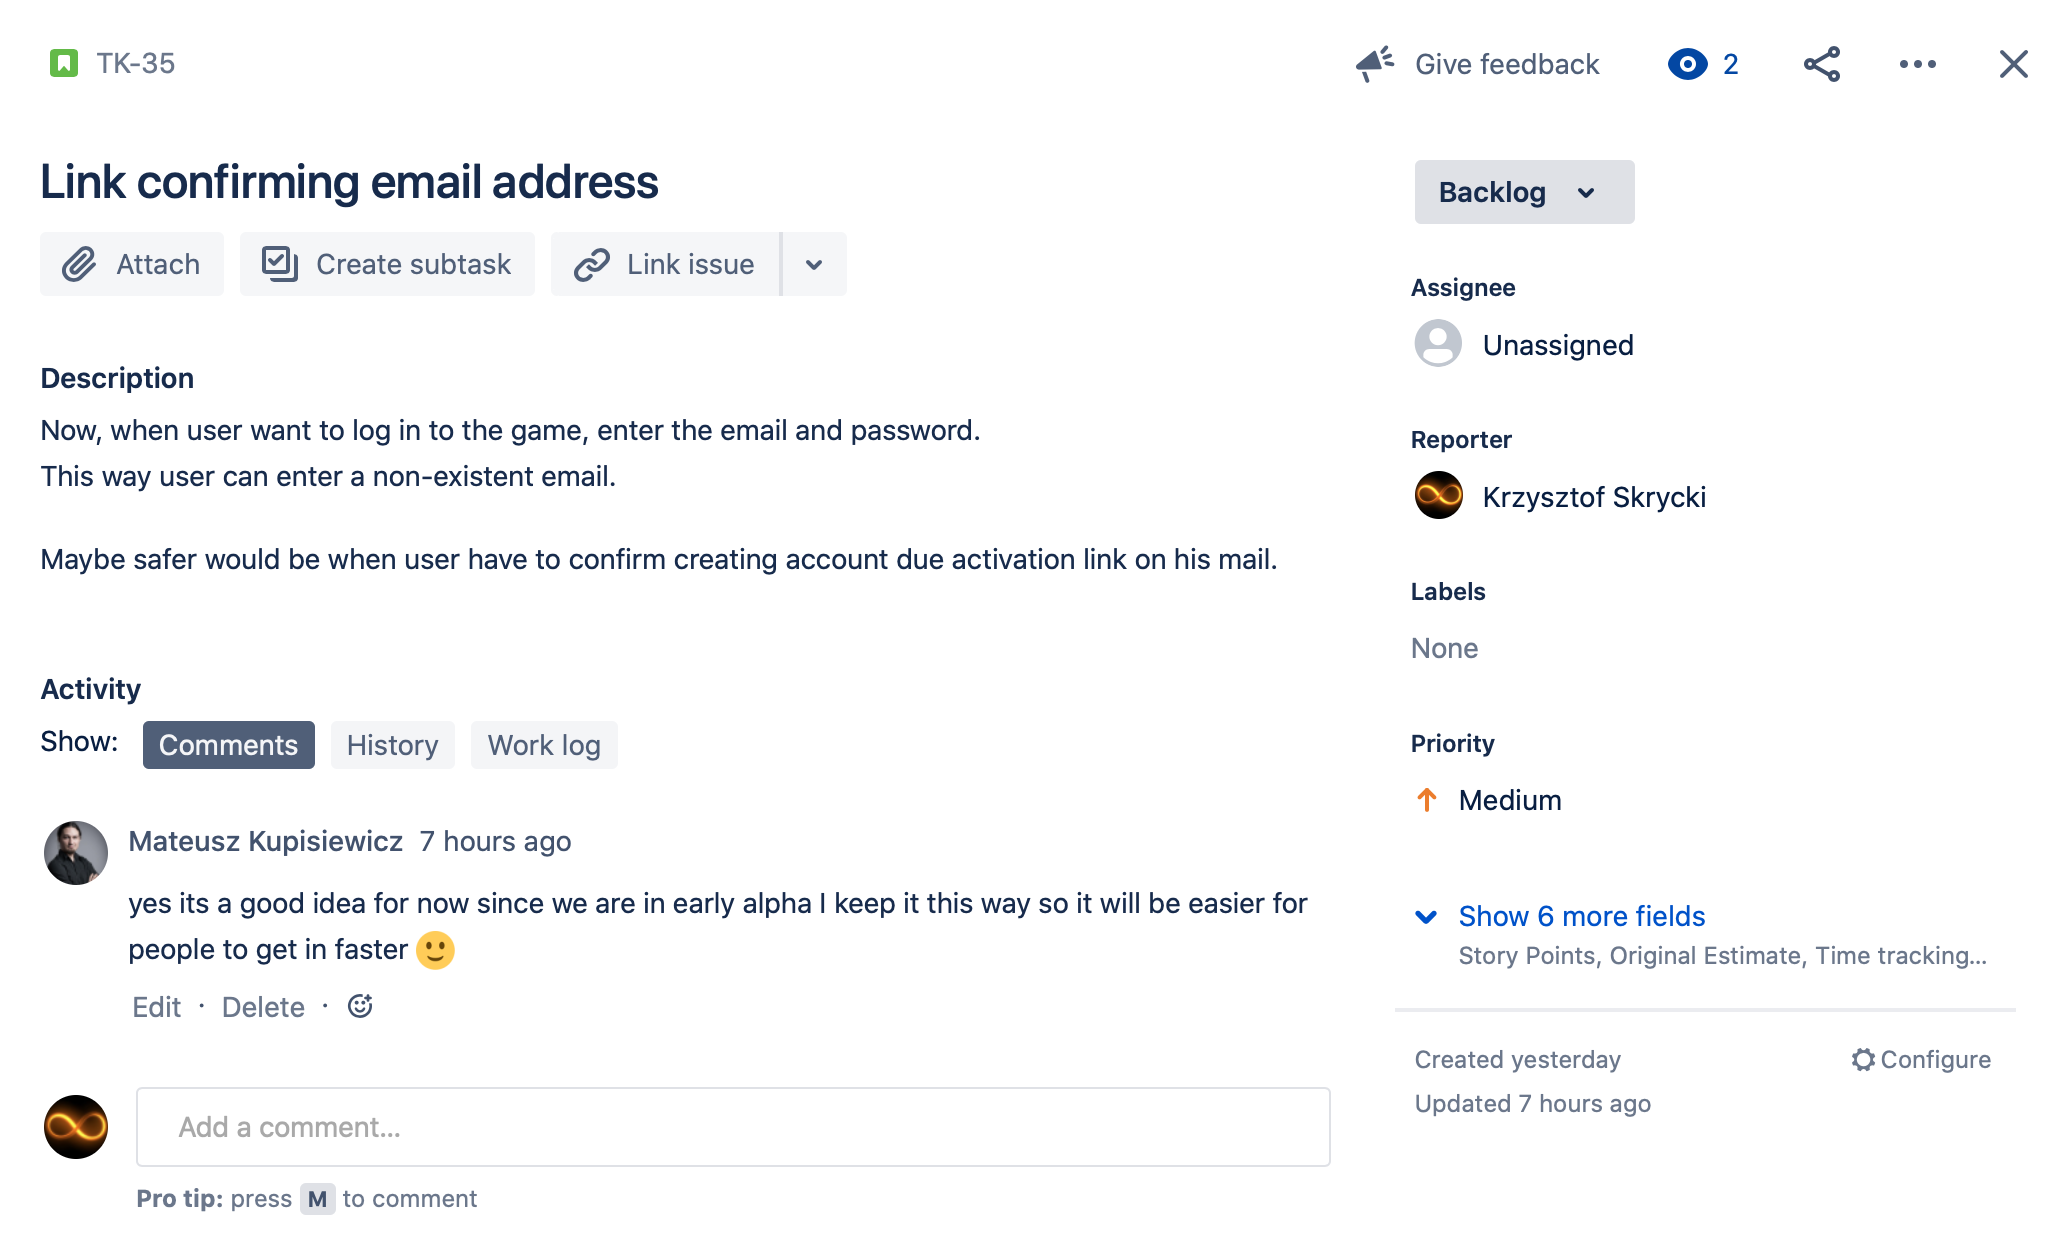 TK-35
Give feedback
2
Link confirming email address
Attach
Create subtask
Link issue
Description
Now, when user want to log in to the game, enter the email and password.
This way user can enter a non-existent email.
Maybe safer would be when user have to confirm creating account due activation link on his mail.
Activity
Show:
Comments
History
Work log
Mateusz Kupisiewicz 7 hours ago
yes its a good idea for now since we are in early alpha I keep it this way so it will be easier for
people to get in faster 🙂
Edit · Delete ·
Add a comment...
Pro tip: press M to comment
Backlog
Assignee
Unassigned
Reporter
Krzysztof Skrycki
Labels
None
Priority
Medium
Show 6 more fields
Story Points, Original Estimate, Time tracking...
Created yesterday
Configure
Updated 7 hours ago